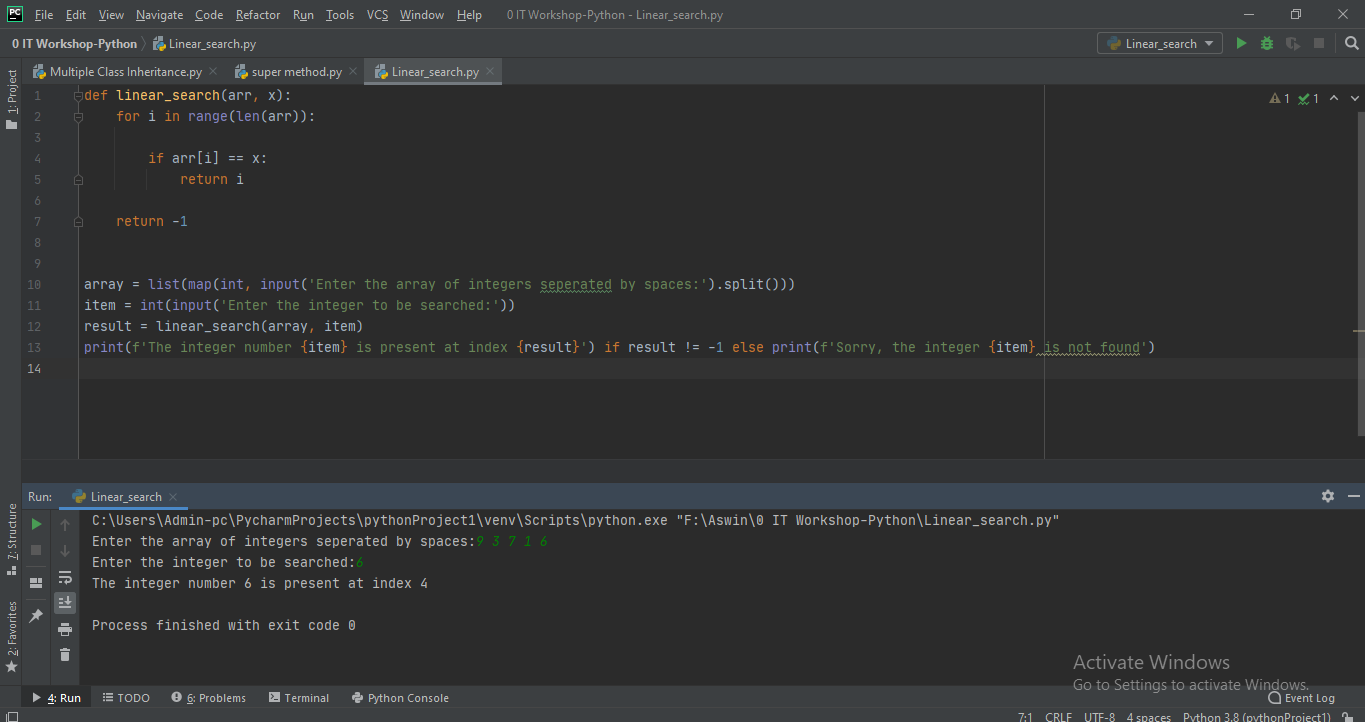 PC File Edit View Navigate Code Refactor Run Tools VCS Window Help 0 IT Workshop-Python - Linear_search.py
0 IT Workshop-Python Linear_search.py Linear_search
Multiple Class Inheritance.py super method.py Linear_search.py
1: Project
1 def linear_search(arr, x):
2 for i in range(len(arr)):
3
4 if arr[i] == x:
5 return i
6
7 return -1
8
9
10 array = list(map(int, input('Enter the array of integers seperated by spaces:').split()))
11 item = int(input('Enter the integer to be searched:'))
12 result = linear_search(array, item)
13 print(f'The integer number {item} is present at index {result}') if result != -1 else print(f'Sorry, the integer {item} is not found')
14
1 1
Run: Linear_search
7: Structure
2: Favorites
C:\Users\Admin-pc\PycharmProjects\pythonProject1\venv\Scripts\python.exe "F:\Aswin\0 IT Workshop-Python\Linear_search.py"
Enter the array of integers seperated by spaces:9 3 7 1 6
Enter the integer to be searched:6
The integer number 6 is present at index 4
Process finished with exit code 0
Activate Windows
Go to Settings to activate Windows.
4: Run TODO 6: Problems Terminal Python Console Event Log
7:1 CRLF UTF-8 4 spaces Python 3.8 (pythonProject1)